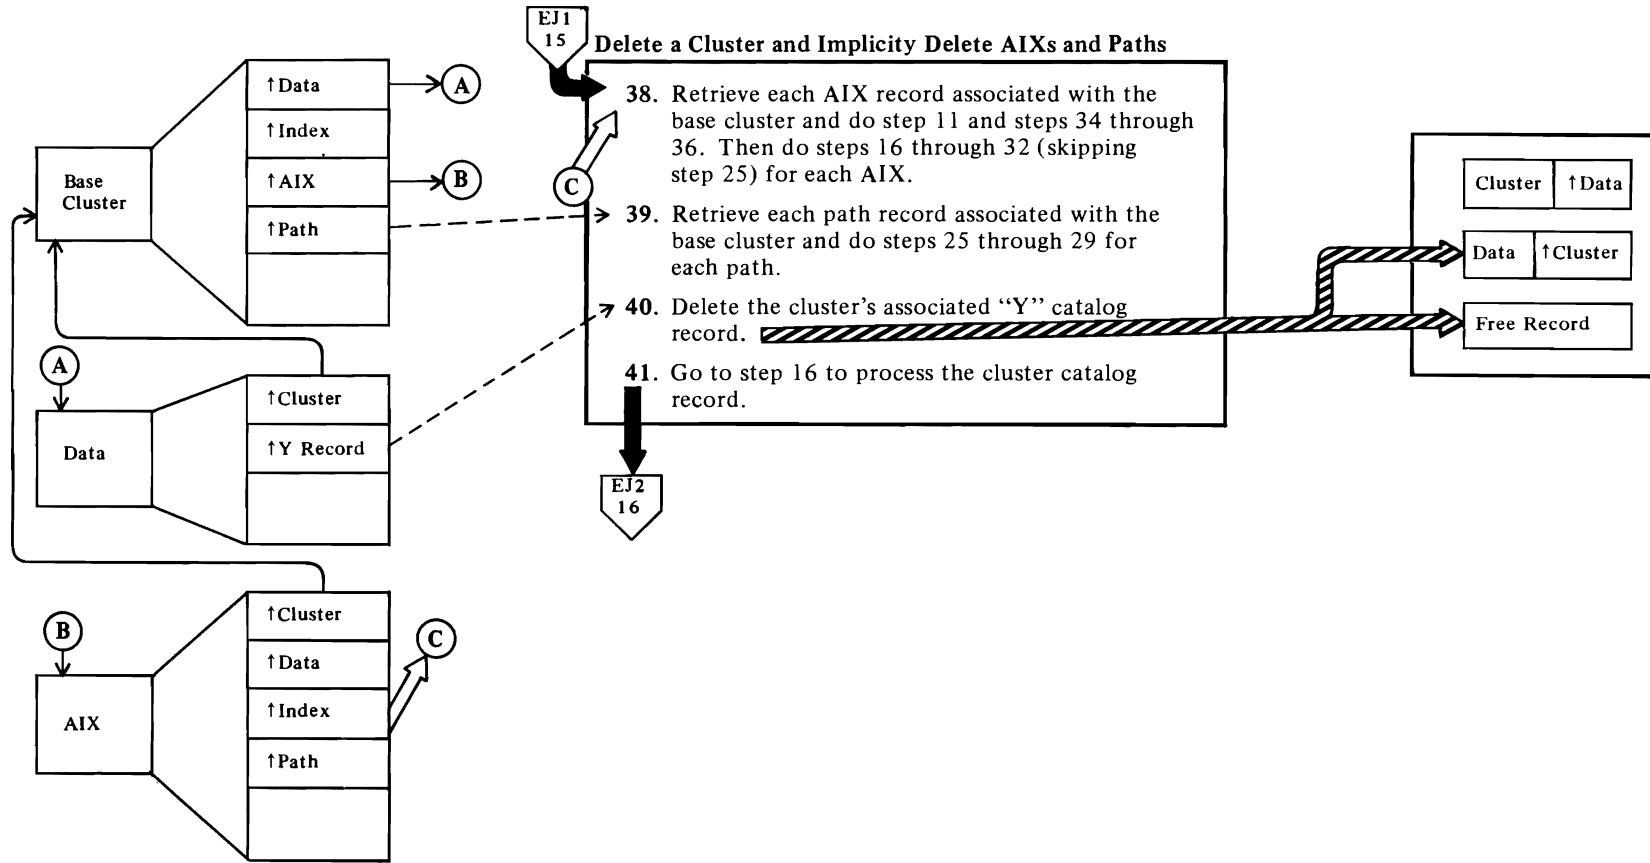 EJ1
15
Delete a Cluster and Implicity Delete AIXs and Paths
↑Data
A
↑Index
↑AIX
B
↑Path
Base
Cluster
38. Retrieve each AIX record associated with the
base cluster and do step 11 and steps 34 through
36. Then do steps 16 through 32 (skipping
step 25) for each AIX.
C
39. Retrieve each path record associated with the
base cluster and do steps 25 through 29 for
each path.
40. Delete the cluster's associated “Y” catalog
record.
41. Go to step 16 to process the cluster catalog
record.
EJ2
16
Cluster ↑Data
Data ↑Cluster
Free Record
A
Data
↑Cluster
↑Y Record
B
AIX
↑Cluster
↑Data
↑Index
↑Path
C